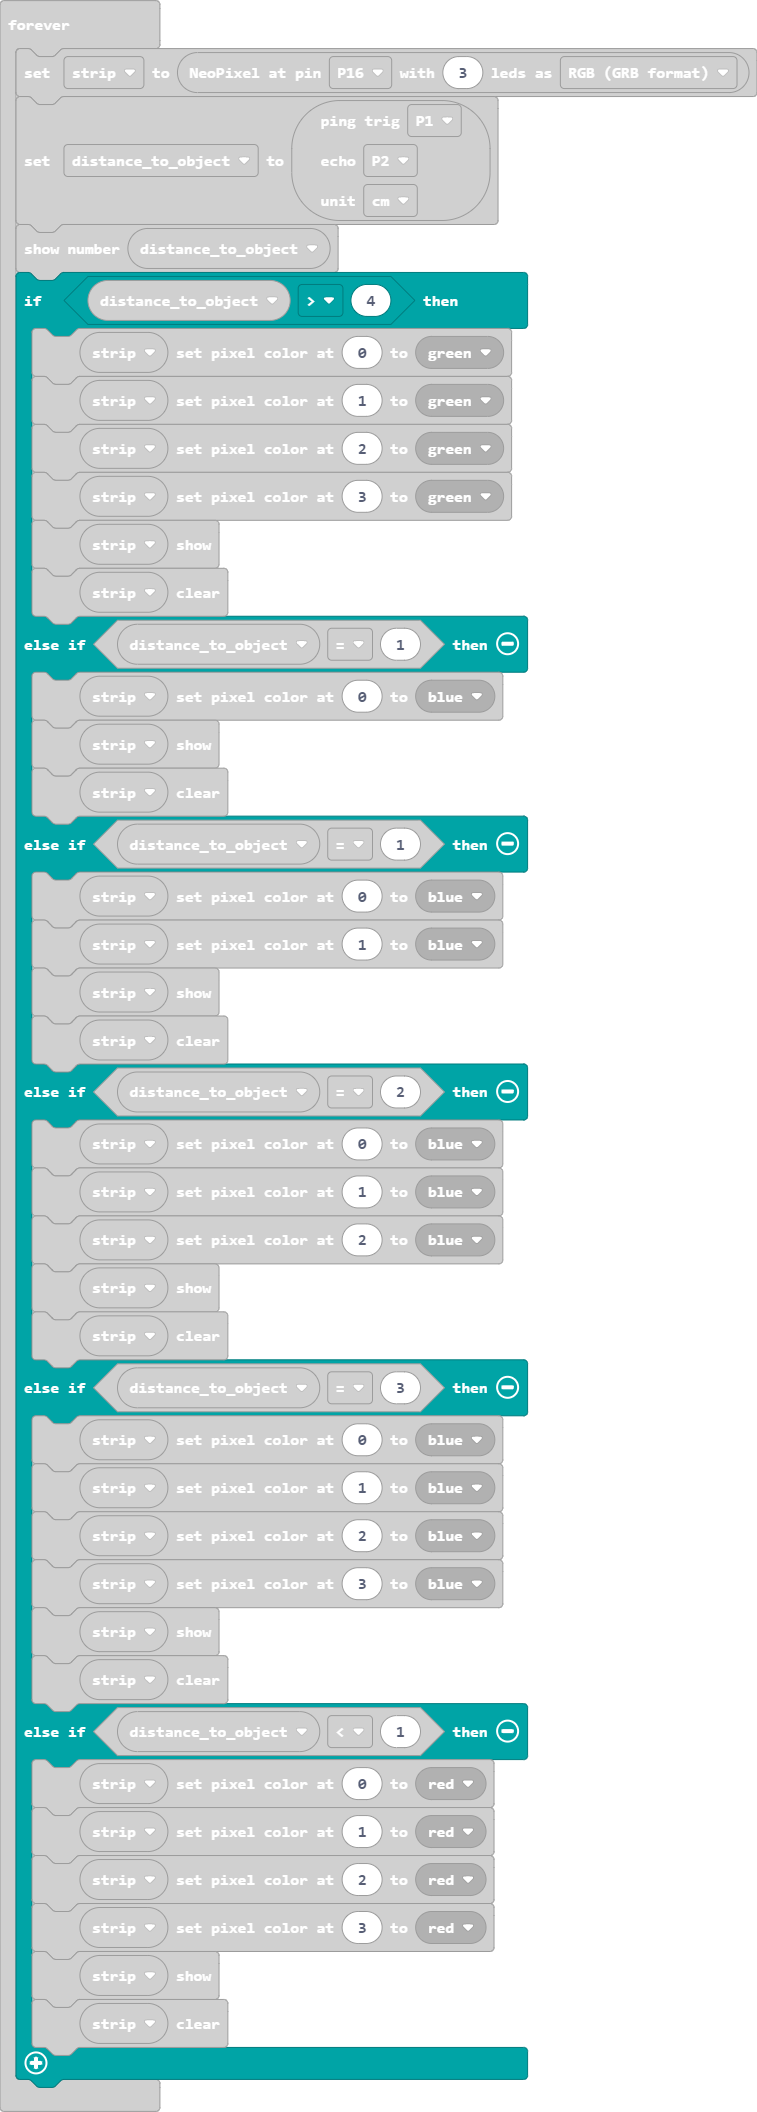 forever
set strip to NeoPixel at pin P16 with 3 leds as RGB (GRB format)
ping trig P1
set distance_to_object to echo P2
unit cm
show number distance_to_object
if distance_to_object > 4 then
strip set pixel color at 0 to green
strip set pixel color at 1 to green
strip set pixel color at 2 to green
strip set pixel color at 3 to green
strip show
strip clear
else if distance_to_object = 1 then
strip set pixel color at 0 to blue
strip show
strip clear
else if distance_to_object = 1 then
strip set pixel color at 0 to blue
strip set pixel color at 1 to blue
strip show
strip clear
else if distance_to_object = 2 then
strip set pixel color at 0 to blue
strip set pixel color at 1 to blue
strip set pixel color at 2 to blue
strip show
strip clear
else if distance_to_object = 3 then
strip set pixel color at 0 to blue
strip set pixel color at 1 to blue
strip set pixel color at 2 to blue
strip set pixel color at 3 to blue
strip show
strip clear
else if distance_to_object < 1 then
strip set pixel color at 0 to red
strip set pixel color at 1 to red
strip set pixel color at 2 to red
strip set pixel color at 3 to red
strip show
strip clear